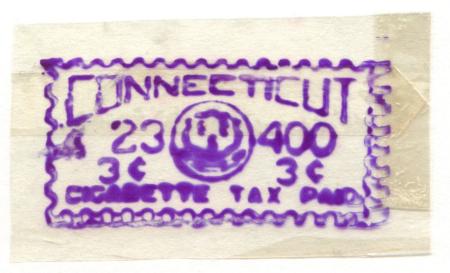 CONNECTICUT
23 400
3¢ 3¢
CIGARETTE TAX PAID